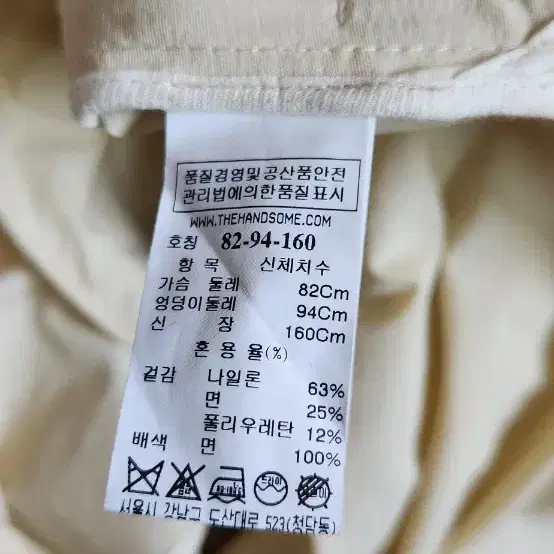 품질경영및공산품안전
관리법에의한품질표시
WWW.THEHANDSOME.COM
호칭 82-94-160
항 목 신체치수
가슴 둘레 82Cm
엉덩이둘레 94Cm
신 장 160Cm
혼 용 율(%)
겉감 나일론 63%
면 25%
폴리우레탄 12%
배색 면 100%
드라이
서울시 강남구 도산대로 523(청담동)